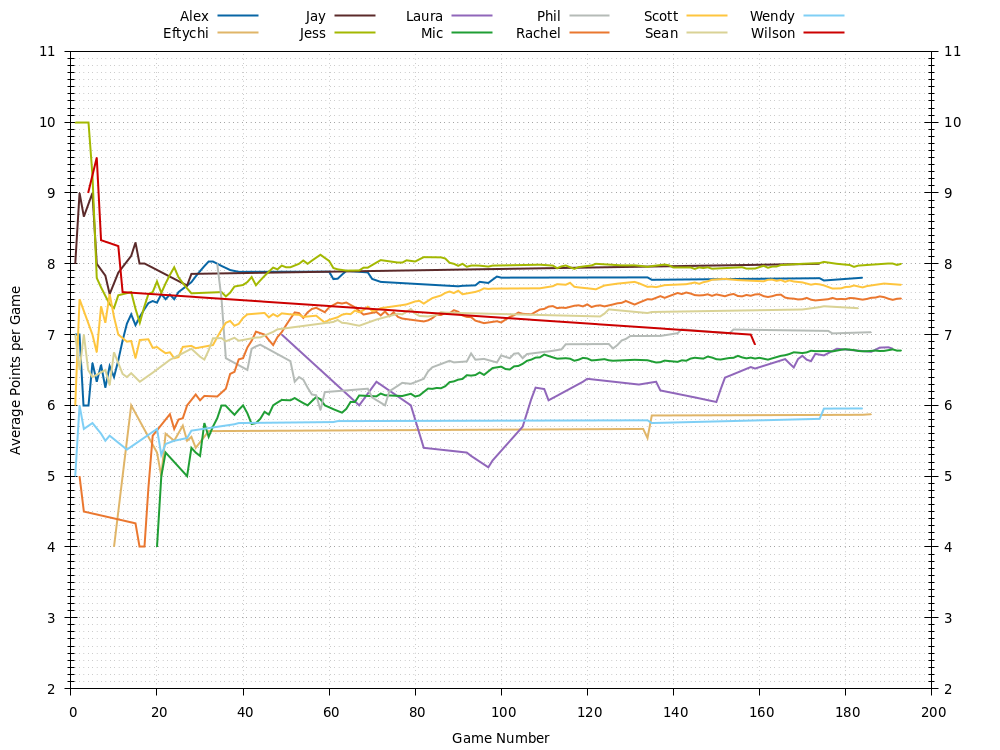 Alex Jay Laura Phil Scott Wendy
Eftychi Jess Mic Rachel Sean Wilson
11 11
10 10
9 9
8 8
7 7
6 6
5 5
4 4
3 3
2 2
0 20 40 60 80 100 120 140 160 180 200
Average Points per Game
Game Number